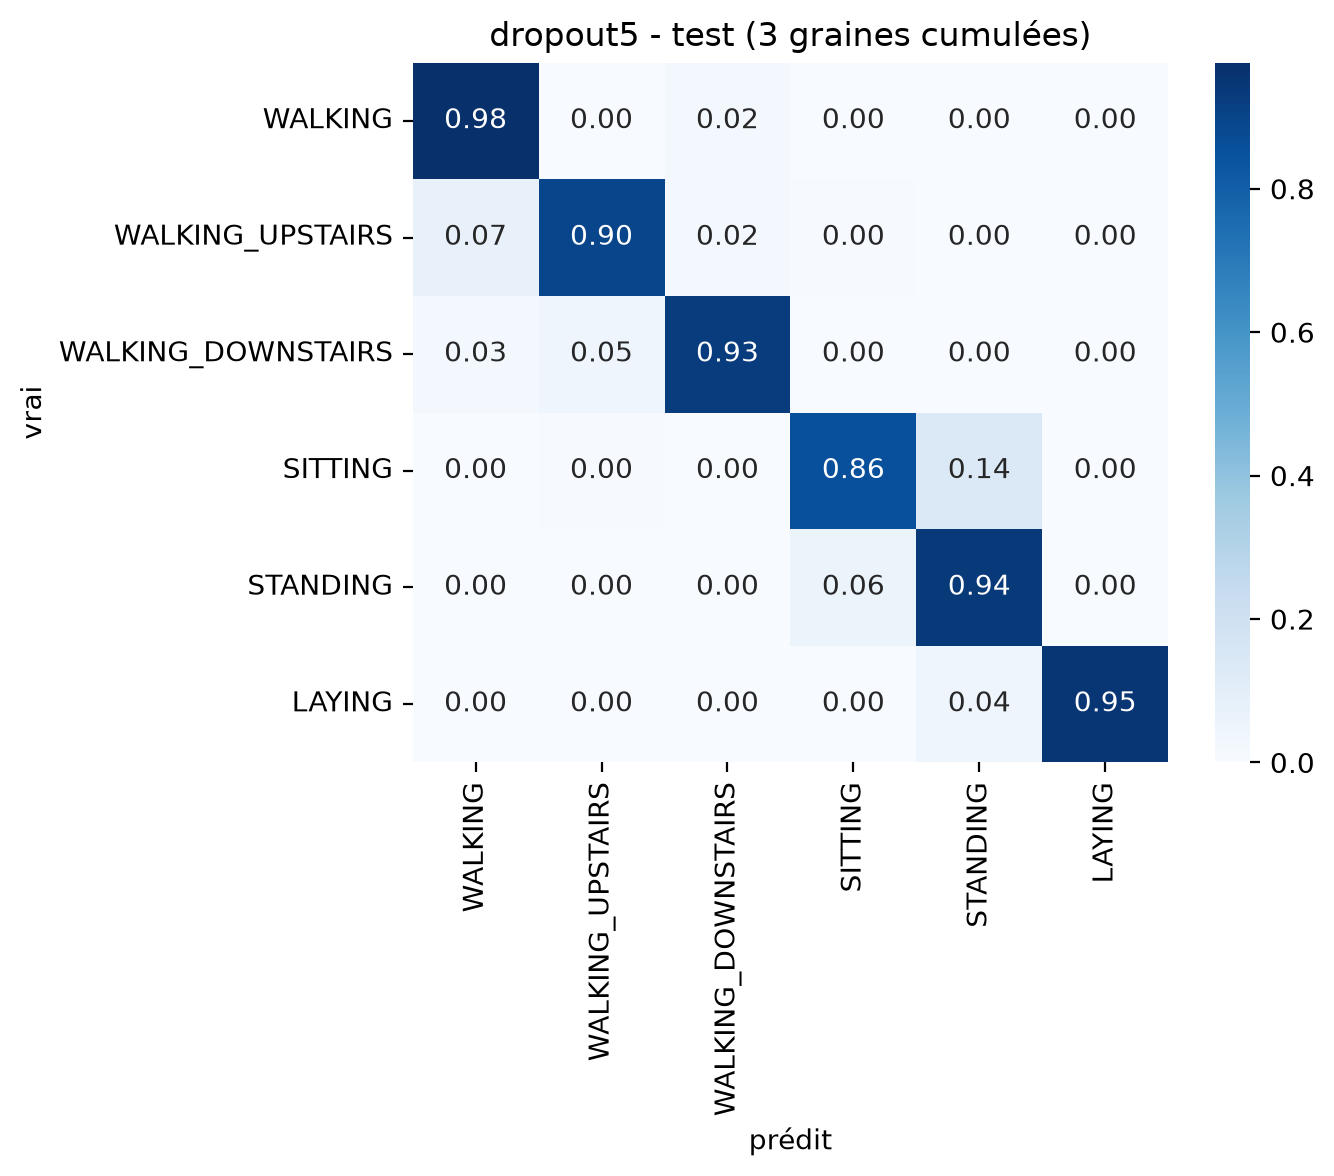 dropout5 - test (3 graines cumulées)
WALKING 0.98 0.00 0.02 0.00 0.00 0.00
WALKING_UPSTAIRS 0.07 0.90 0.02 0.00 0.00 0.00
WALKING_DOWNSTAIRS 0.03 0.05 0.93 0.00 0.00 0.00
SITTING 0.00 0.00 0.00 0.86 0.14 0.00
STANDING 0.00 0.00 0.00 0.06 0.94 0.00
LAYING 0.00 0.00 0.00 0.00 0.04 0.95
vrai
WALKING
WALKING_UPSTAIRS
WALKING_DOWNSTAIRS
SITTING
STANDING
LAYING
prédit
0.8
0.6
0.4
0.2
0.0